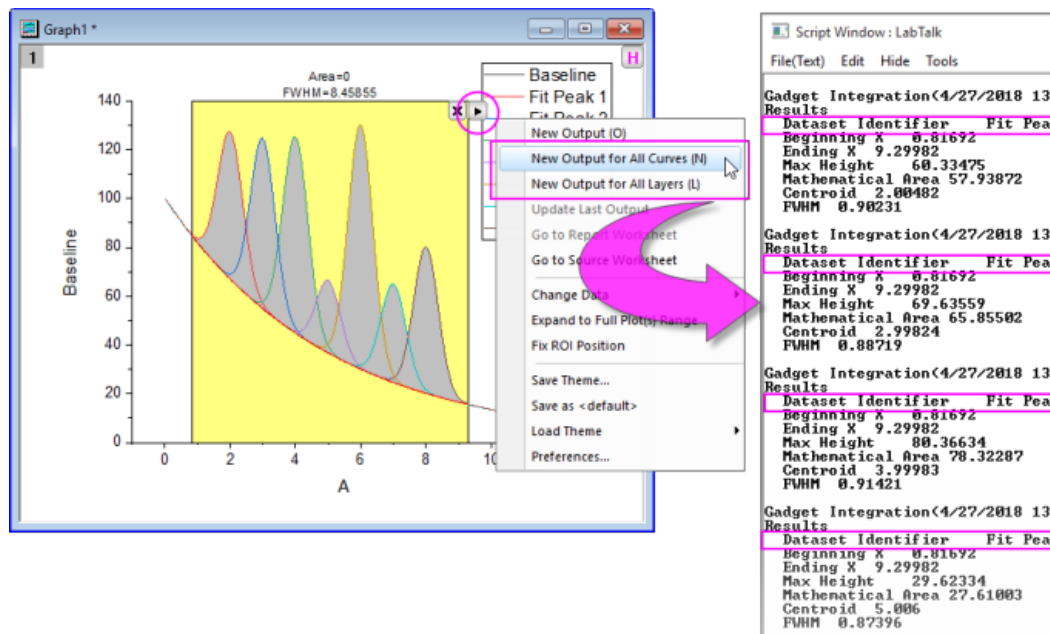 Graph1 *
1
H
Area=0
FWHM=8.45855
Baseline
Fit Peak 1
140
120
100
80
60
40
20
0
Baseline
0
2
4
6
8
10
A
New Output (O)
New Output for All Curves (N)
New Output for All Layers (L)
Update Last Output
Go to Report Worksheet
Go to Source Worksheet
Change Data
Expand to Full Plot(s) Range
Fix ROI Position
Save Theme...
Save as <default>
Load Theme
Preferences...
Script Window : LabTalk
File(Text) Edit Hide Tools
Gadget Integration(4/27/2018 13
Results
Dataset Identifier Fit Pea
Beginning X 0.81692
Ending X 9.29982
Max Height 60.33475
Mathematical Area 57.93872
Centroid 2.00482
FWHM 0.90231
Gadget Integration(4/27/2018 13
Results
Dataset Identifier Fit Pea
Beginning X 0.81692
Ending X 9.29982
Max Height 69.63559
Mathematical Area 65.85502
Centroid 2.99824
FWHM 0.88719
Gadget Integration(4/27/2018 13
Results
Dataset Identifier Fit Pea
Beginning X 0.81692
Ending X 9.29982
Max Height 80.36634
Mathematical Area 78.32287
Centroid 3.99983
FWHM 0.91421
Gadget Integration(4/27/2018 13
Results
Dataset Identifier Fit Pea
Beginning X 0.81692
Ending X 9.29982
Max Height 29.62334
Mathematical Area 27.61003
Centroid 5.006
FWHM 0.87396